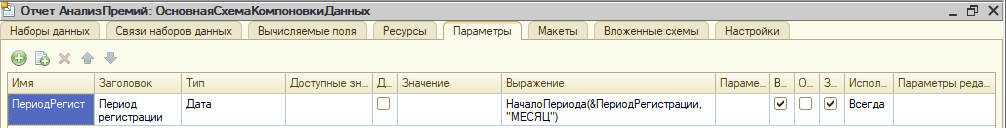 Отчет АнализПремий: ОсновнаяСхемаКомпоновкиДанных
Наборы данных Связи наборов данных Вычисляемые поля Ресурсы Параметры Макеты Вложенные схемы Настройки
Имя Заголовок Тип Доступные зн... Д... Значение Выражение Параме... В... О... З... Испол... Параметры реда...
ПериодРегист Период регистрации Дата НачалоПериода(&ПериодРегистрации, "МЕСЯЦ") Всегда